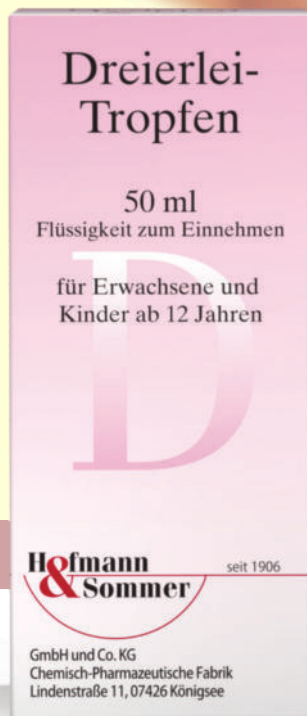 Dreierlei-
Tropfen
50 ml
Flüssigkeit zum Einnehmen
für Erwachsene und
Kinder ab 12 Jahren
D
Hofmann
& Sommer
seit 1906
GmbH und Co. KG
Chemisch-Pharmazeutische Fabrik
Lindenstraße 11, 07426 Königsee